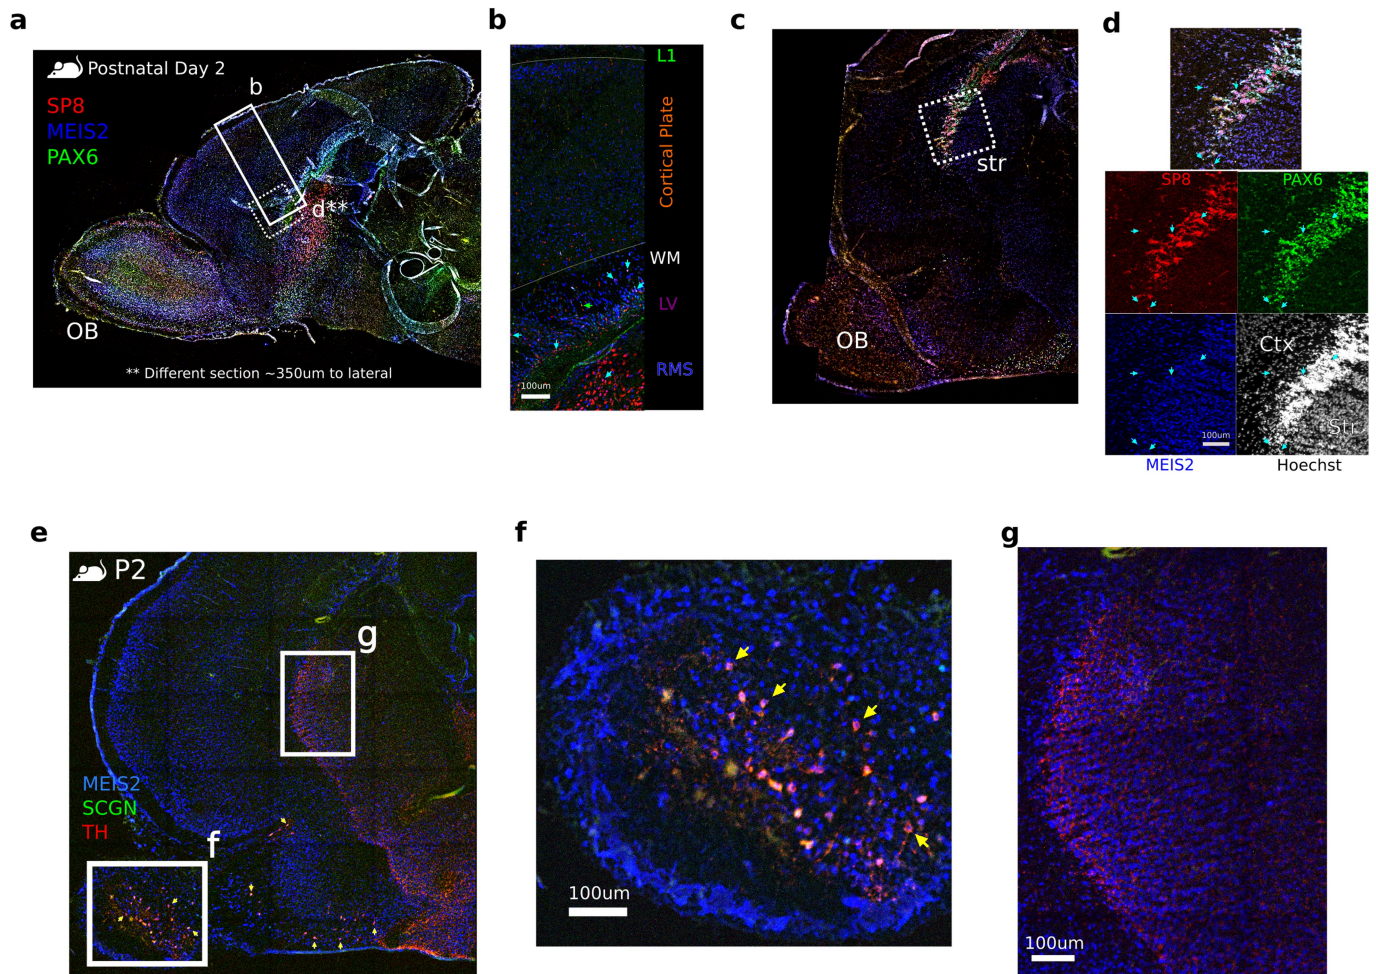 a
Postnatal Day 2
SP8
MEIS2
PAX6
b
d**
OB
** Different section ~350um to lateral
b
L1
Cortical Plate
WM
LV
RMS
100um
c
str
OB
d
SP8
PAX6
Ctx
Str
100um
MEIS2
Hoechst
e
P2
g
MEIS2
SCGN
TH
f
f
100um
g
100um